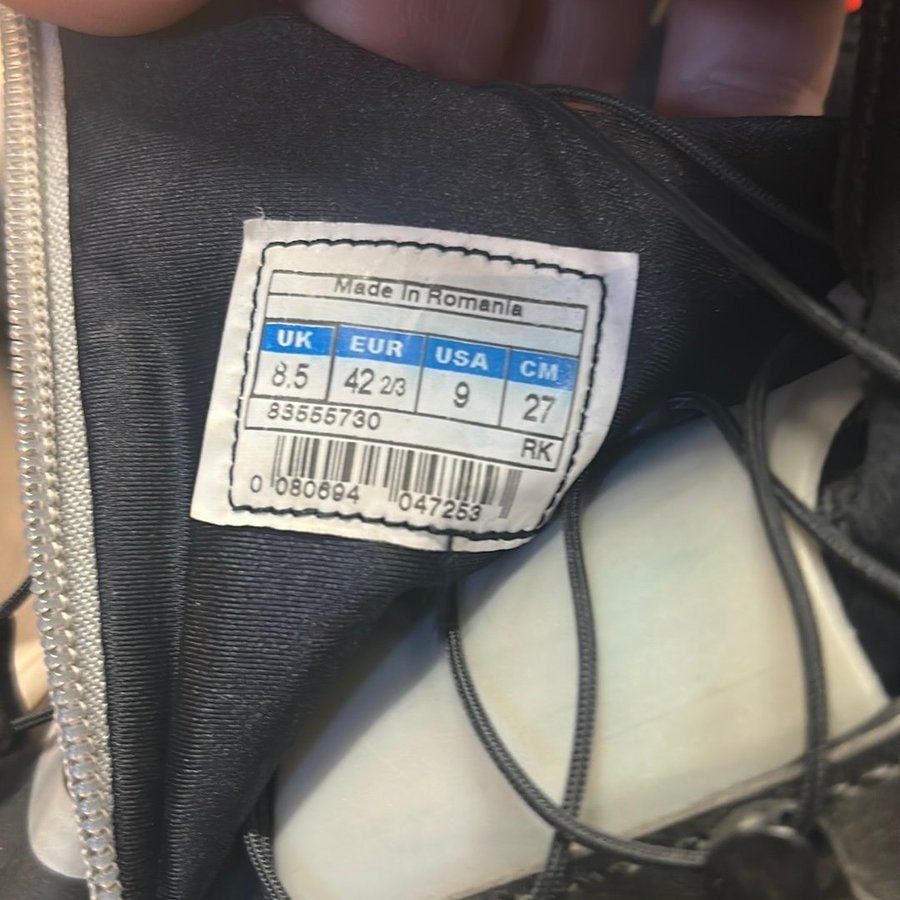 Made In Romania
UK EUR USA CM
8.5 42 2/3 9 27
83555730
RK
0 080694 047253